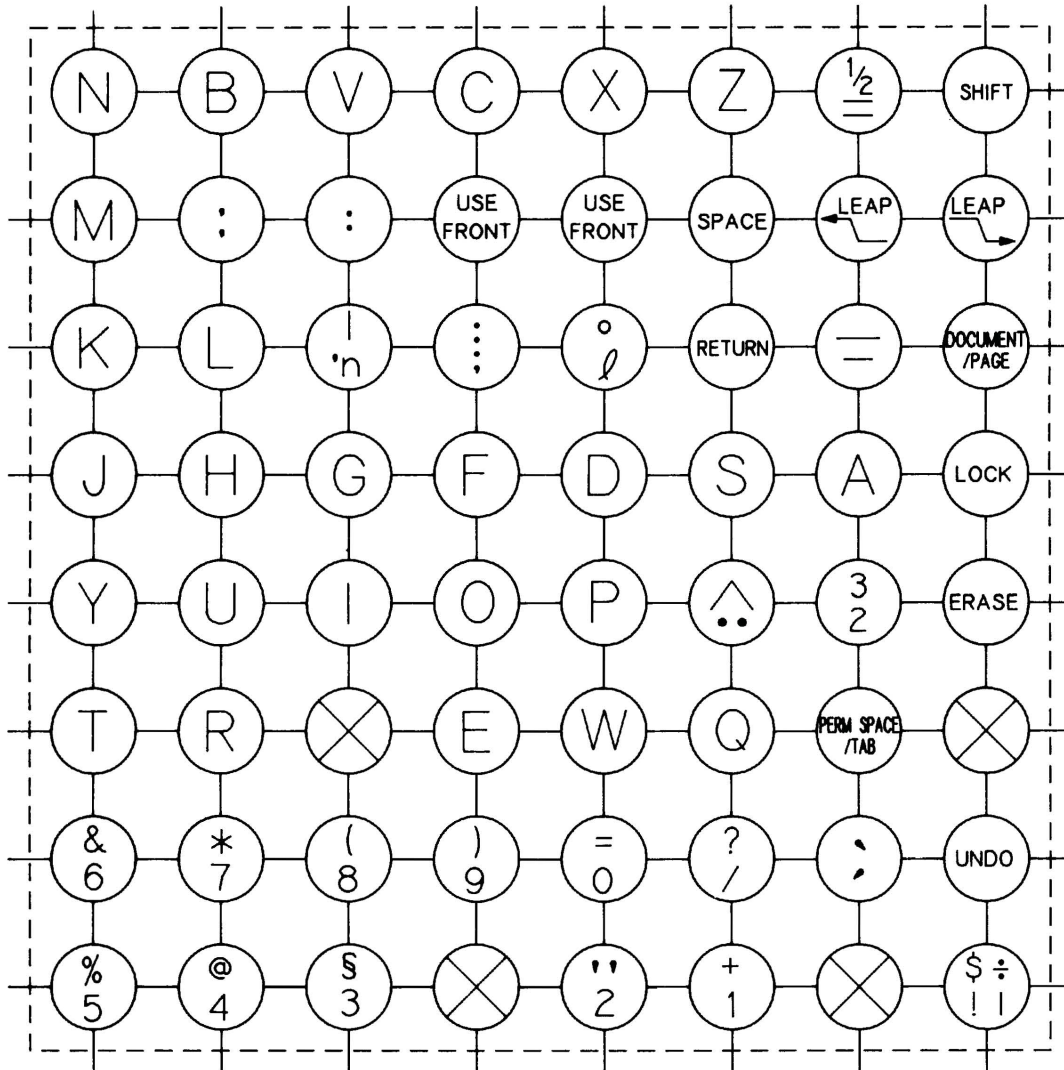 N B V C X Z ½ = SHIFT
M ; : USE FRONT USE FRONT SPACE LEAP LEAP
K L | 'n : ; ° ℓ RETURN — — DOCUMENT /PAGE
J H G F D S A LOCK
Y U I O P ^ •• 3 2 ERASE
T R E W Q PERM SPACE /TAB
& 6 * 7 ( 8 ) 9 = 0 ? / ` , UNDO
% 5 @ 4 § 3 " 2 + 1 $ ÷ ! |